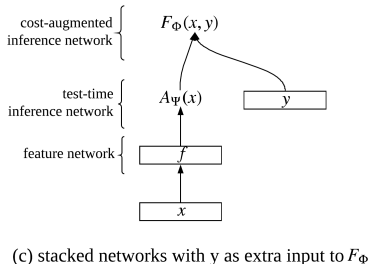 cost-augmented
inference network
F_Φ(x, y)
test-time
inference network
A_Ψ(x)
y
feature network
f
x
(c) stacked networks with y as extra input to F_Φ